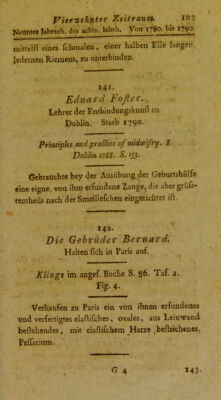 Vierzehnter Zeitraum. 103
Neuntes Jahrzeh. des achtz. Jahrh. Von 1780. bis 1790.
mittelst eines schmalen, einer halben Elle langen,
ledernen Riemens, zu unterbinden.
141.
Eduard Foster.
Lehrer der Entbindungskunst zu
Dublin. Starb 1790.
Principles and practice of midwifry. 8.
Dublin 1788. S. 153.
Gebrauchte bey der Ausübung der Geburtshülfe
eine eigne, von ihm erfundene Zange, die aber grösstentheils
nach der Smelliefchen eingerichtet ist.
142.
Die Gebrüder Bernard.
Halten sich in Paris auf.
Klinge im angef. Buche S. 86. Taf. 2.
Fig. 4.
Verkaufen zu Paris ein von ihnen erfundenes
und verfertigtes elastisches, ovales, aus Leinwand
bestehendes, mit elastischem Harze bestrichenes,
Pessarium.
G 4 143.